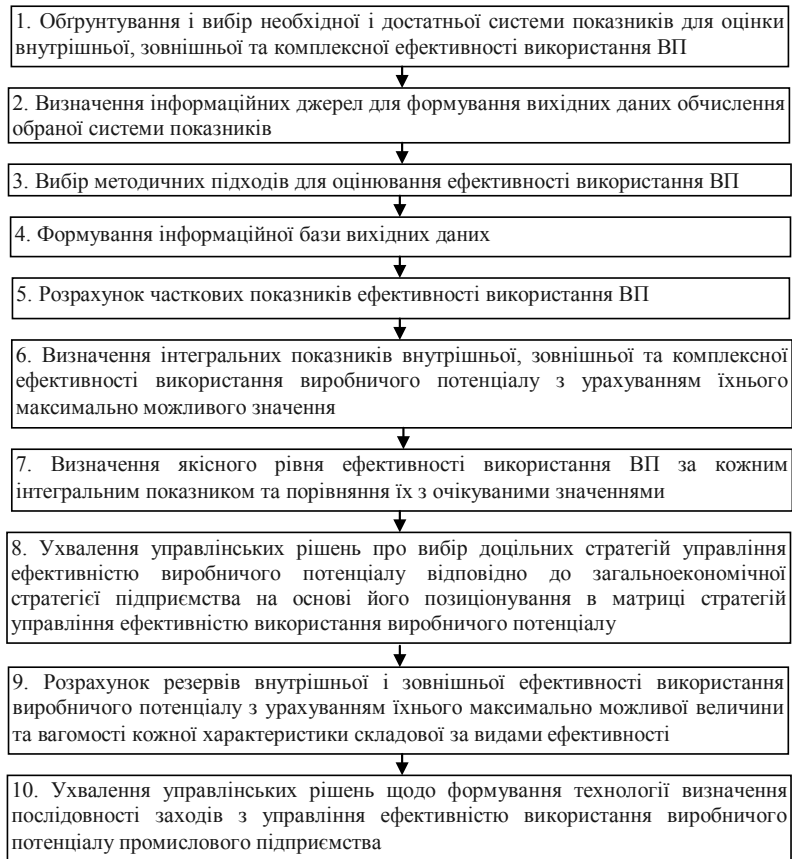 1. Обґрунтування і вибір необхідної і достатньої системи показників для оцінки
внутрішньої, зовнішньої та комплексної ефективності використання ВП
2. Визначення інформаційних джерел для формування вихідних даних обчислення
обраної системи показників
3. Вибір методичних підходів для оцінювання ефективності використання ВП
4. Формування інформаційної бази вихідних даних
5. Розрахунок часткових показників ефективності використання ВП
6. Визначення інтегральних показників внутрішньої, зовнішньої та комплексної
ефективності використання виробничого потенціалу з урахуванням їхнього
максимально можливого значення
7. Визначення якісного рівня ефективності використання ВП за кожним
інтегральним показником та порівняння їх з очікуваними значеннями
8. Ухвалення управлінських рішень про вибір доцільних стратегій управління
ефективністю виробничого потенціалу відповідно до загальноекономічної
стратегієї підприємства на основі його позиціонування в матриці стратегій
управління ефективністю використання виробничого потенціалу
9. Розрахунок резервів внутрішньої і зовнішньої ефективності використання
виробничого потенціалу з урахуванням їхнього максимально можливої величини
та вагомості кожної характеристики складової за видами ефективності
10. Ухвалення управлінських рішень щодо формування технології визначення
послідовності заходів з управління ефективністю використання виробничого
потенціалу промислового підприємства